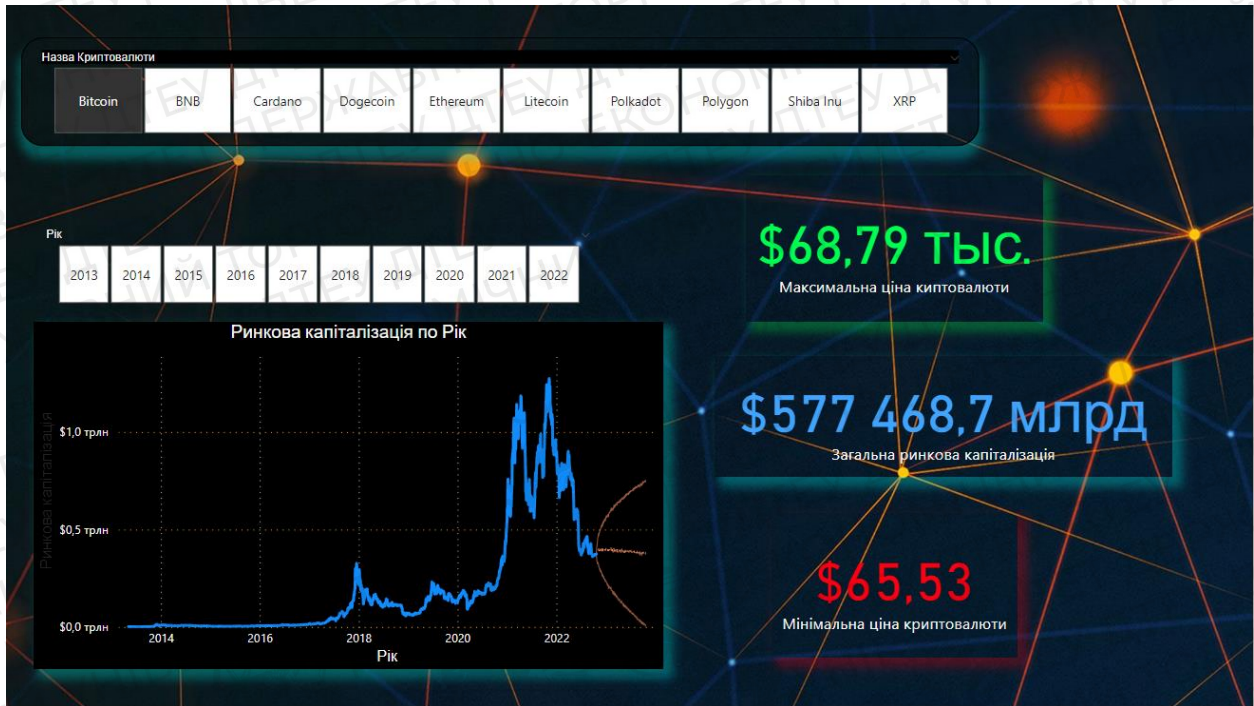 Назва Криптовалюти
Bitcoin BNB Cardano Dogecoin Ethereum Litecoin Polkadot Polygon Shiba Inu XRP
Рік
2013 2014 2015 2016 2017 2018 2019 2020 2021 2022
$68,79 тыс.
Максимальна ціна киптовалюти
Ринкова капіталізація по Рік
Ринкова капіталізація
$1,0 трлн
$0,5 трлн
$0,0 трлн
2014 2016 2018 2020 2022
Рік
$577 468,7 млрд
Загальна ринкова капіталізація
$65,53
Мінімальна ціна криптовалюти